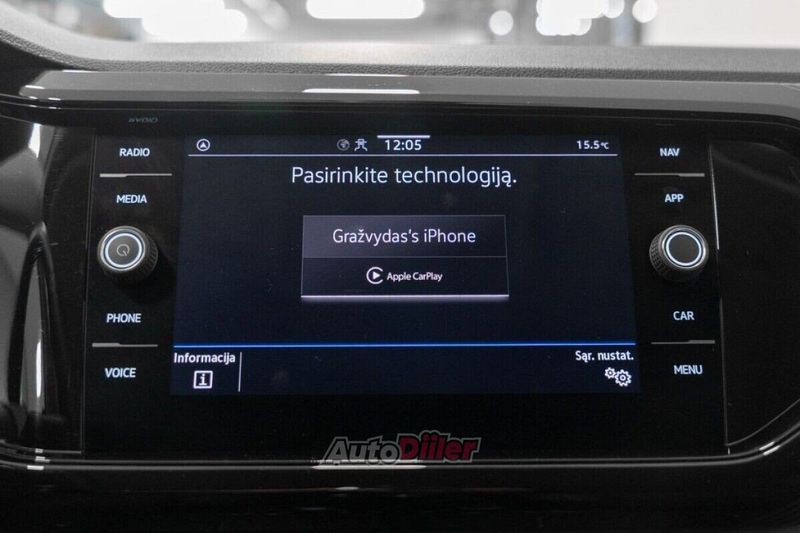 RADIO
MEDIA
PHONE
VOICE
12:05
15.5°C
Pasirinkite technologiją.
Gražvydas's iPhone
Apple CarPlay
Informacija
i
Sąr. nustat.
NAV
APP
CAR
MENU
AutoDiiler